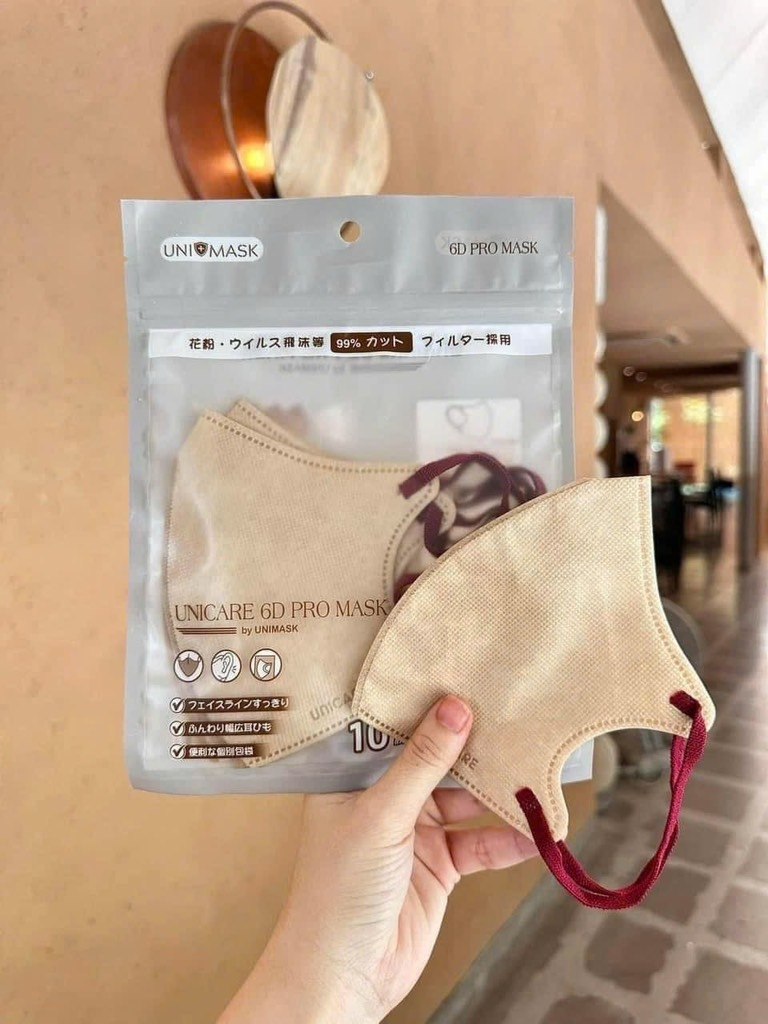 UNI MASK
6D PRO MASK
花粉・ウイルス飛沫等 99% カット フィルター採用
UNICARE 6D PRO MASK
by UNIMASK
フェイスラインすっきり
ふんわり幅広耳ひも
便利な個別包装
10